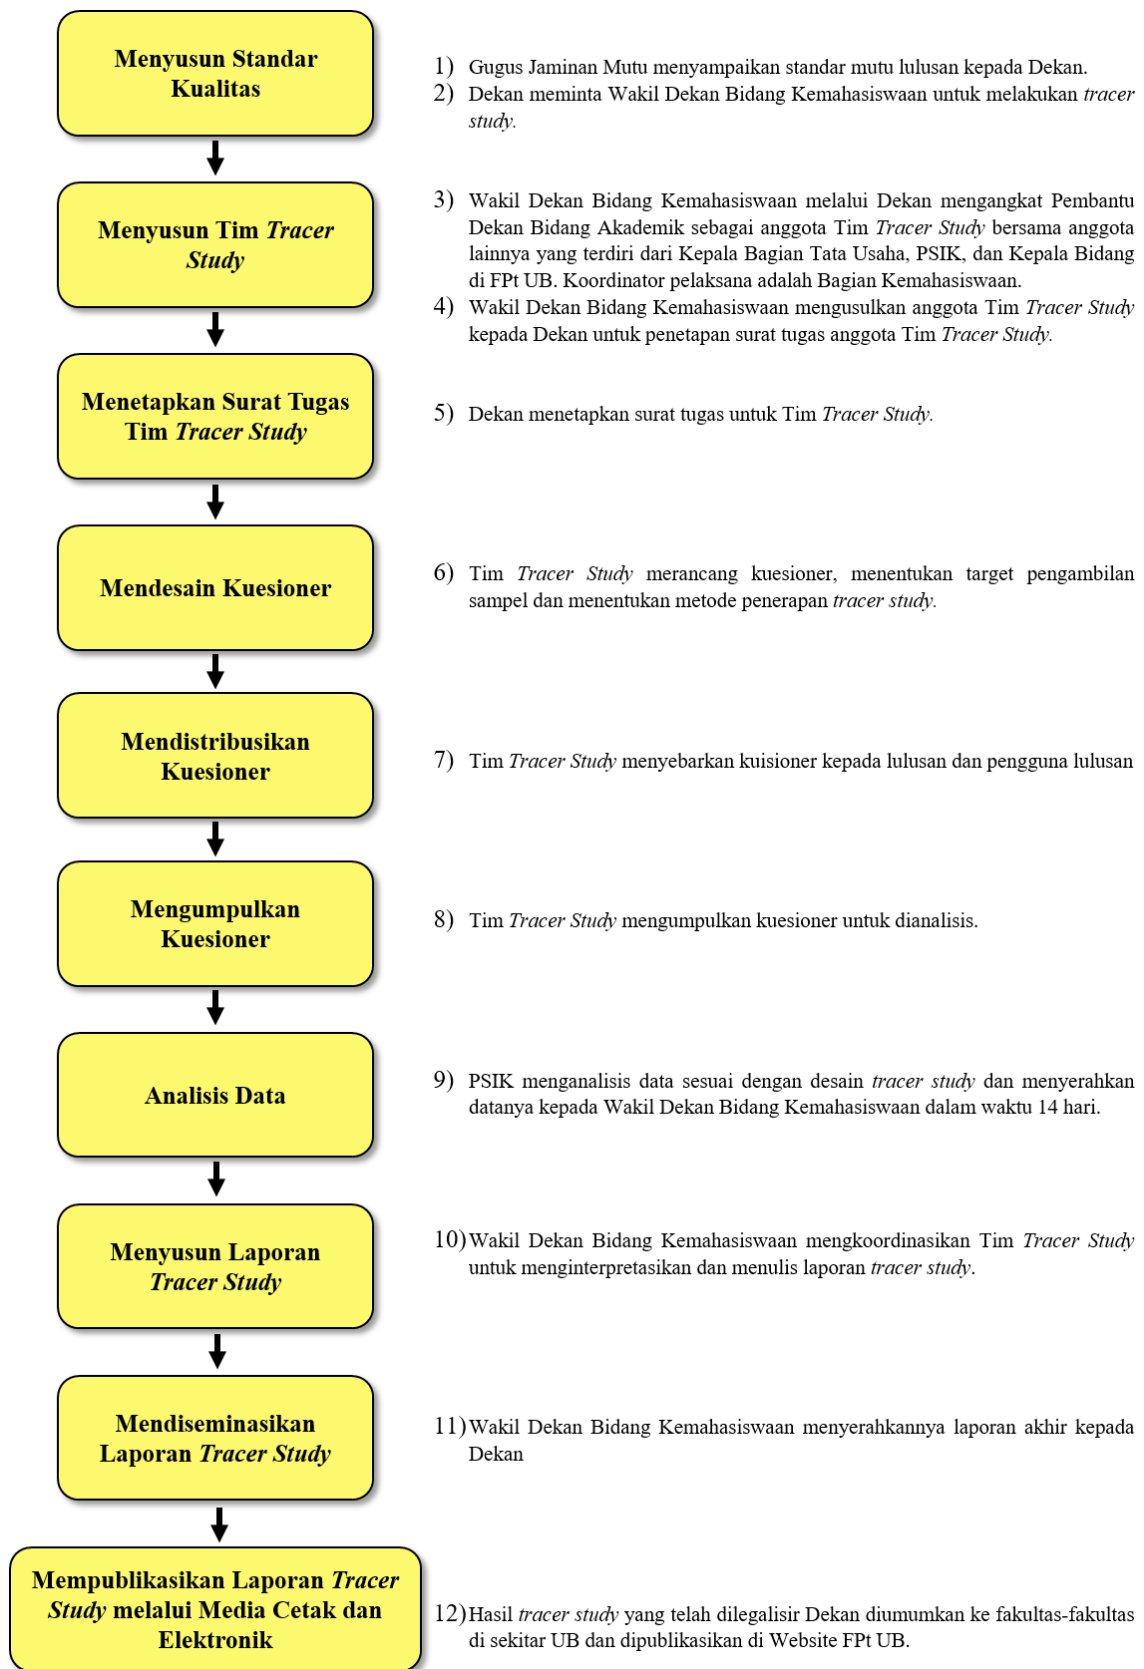 Menyusun Standar
Kualitas
1) Gugus Jaminan Mutu menyampaikan standar mutu lulusan kepada Dekan.
2) Dekan meminta Wakil Dekan Bidang Kemahasiswaan untuk melakukan tracer
study.
Menyusun Tim Tracer
Study
3) Wakil Dekan Bidang Kemahasiswaan melalui Dekan mengangkat Pembantu
Dekan Bidang Akademik sebagai anggota Tim Tracer Study bersama anggota
lainnya yang terdiri dari Kepala Bagian Tata Usaha, PSIK, dan Kepala Bidang
di FPt UB. Koordinator pelaksana adalah Bagian Kemahasiswaan.
4) Wakil Dekan Bidang Kemahasiswaan mengusulkan anggota Tim Tracer Study
kepada Dekan untuk penetapan surat tugas anggota Tim Tracer Study.
Menetapkan Surat Tugas
Tim Tracer Study
5) Dekan menetapkan surat tugas untuk Tim Tracer Study.
Mendesain Kuesioner
6) Tim Tracer Study merancang kuesioner, menentukan target pengambilan
sampel dan menentukan metode penerapan tracer study.
Mendistribusikan
Kuesioner
7) Tim Tracer Study menyebarkan kuisioner kepada lulusan dan pengguna lulusan
Mengumpulkan
Kuesioner
8) Tim Tracer Study mengumpulkan kuesioner untuk dianalisis.
Analisis Data
9) PSIK menganalisis data sesuai dengan desain tracer study dan menyerahkan
datanya kepada Wakil Dekan Bidang Kemahasiswaan dalam waktu 14 hari.
Menyusun Laporan
Tracer Study
10) Wakil Dekan Bidang Kemahasiswaan mengkoordinasikan Tim Tracer Study
untuk menginterpretasikan dan menulis laporan tracer study.
Mendiseminasikan
Laporan Tracer Study
11) Wakil Dekan Bidang Kemahasiswaan menyerahkannya laporan akhir kepada
Dekan
Mempublikasikan Laporan Tracer
Study melalui Media Cetak dan
Elektronik
12) Hasil tracer study yang telah dilegalisir Dekan diumumkan ke fakultas-fakultas
di sekitar UB dan dipublikasikan di Website FPt UB.